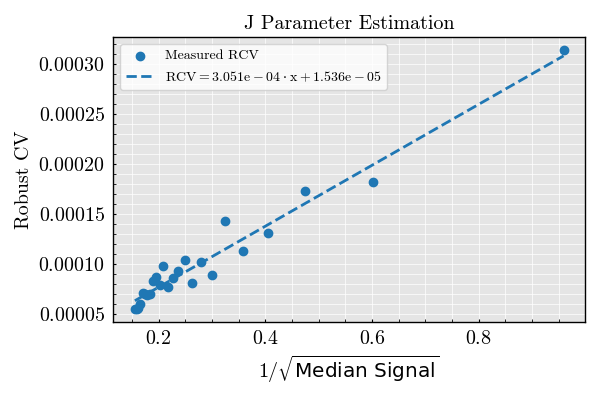 J Parameter Estimation
Measured RCV
RCV = 3.051e − 04 · x + 1.536e − 05
Robust CV
0.00030
0.00025
0.00020
0.00015
0.00010
0.00005
0.2 0.4 0.6 0.8
1/√Median Signal